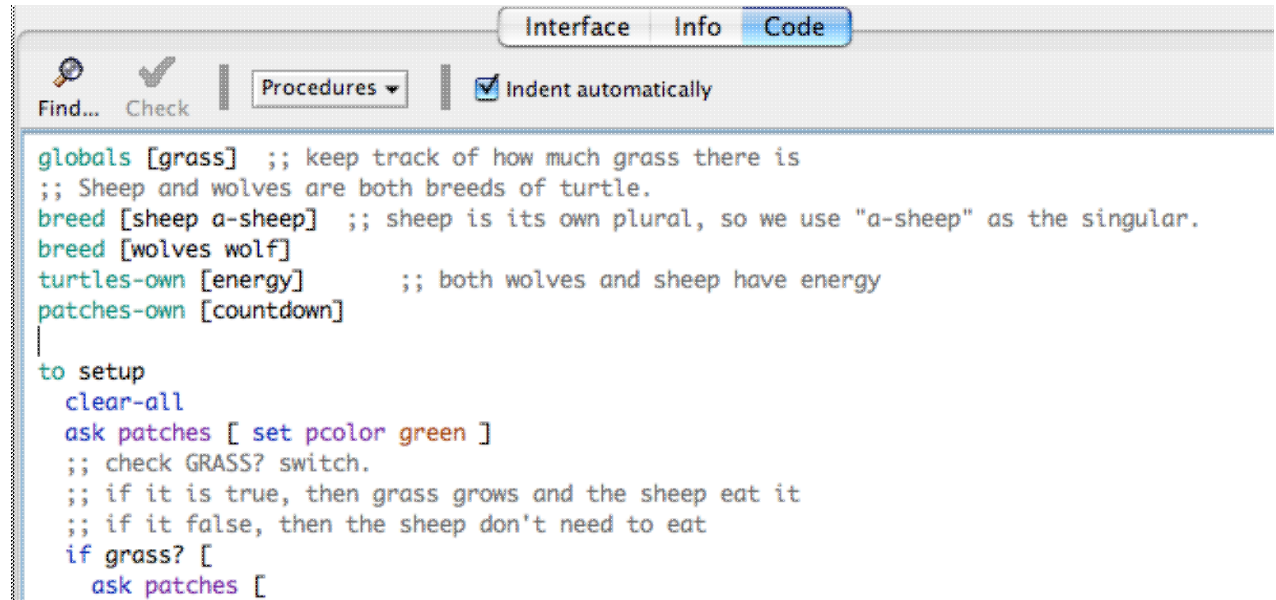 Interface Info Code
Find... Check Procedures Indent automatically
globals [grass]  ;; keep track of how much grass there is
;; Sheep and wolves are both breeds of turtle.
breed [sheep a-sheep]  ;; sheep is its own plural, so we use "a-sheep" as the singular.
breed [wolves wolf]
turtles-own [energy]       ;; both wolves and sheep have energy
patches-own [countdown]
to setup
  clear-all
  ask patches [ set pcolor green ]
  ;; check GRASS? switch.
  ;; if it is true, then grass grows and the sheep eat it
  ;; if it false, then the sheep don't need to eat
  if grass? [
    ask patches [